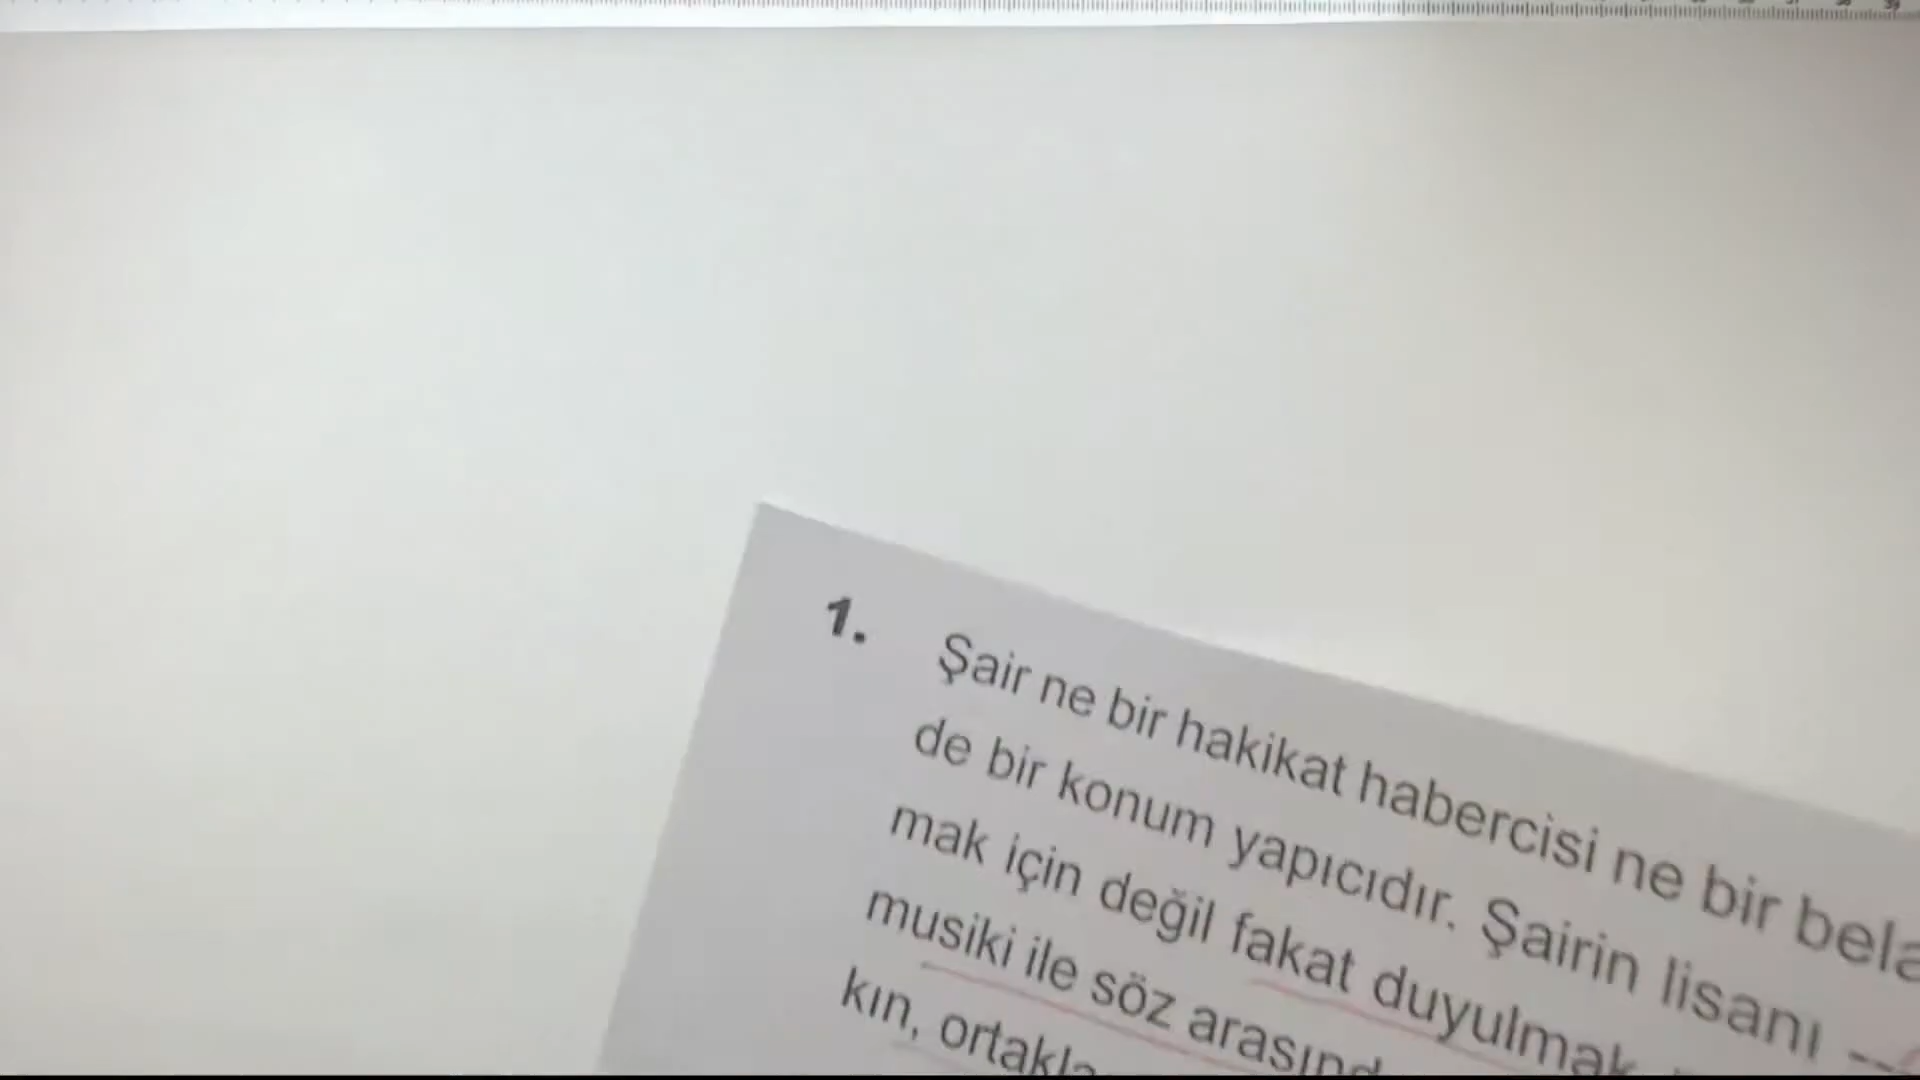 1. Şair ne bir hakikat habercisi ne bir bela
de bir konum yapıcıdır. Şairin lisanı --
mak için değil fakat duyulmak
musiki ile söz arasınd
kın, ortakla